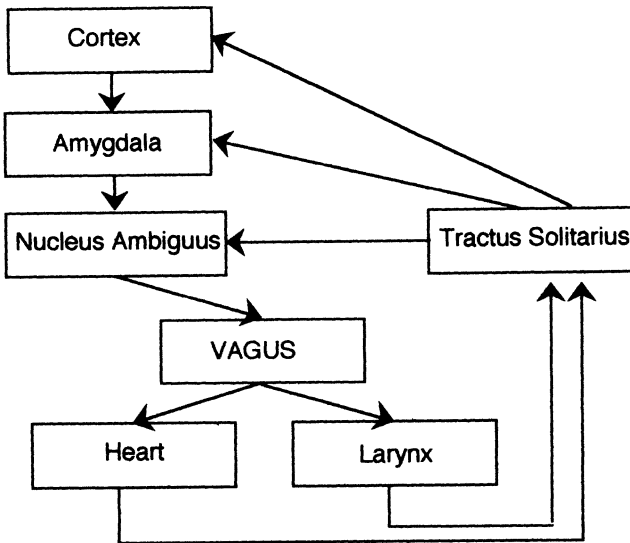 Cortex
Amygdala
Nucleus Ambiguus
Tractus Solitarius
VAGUS
Heart
Larynx